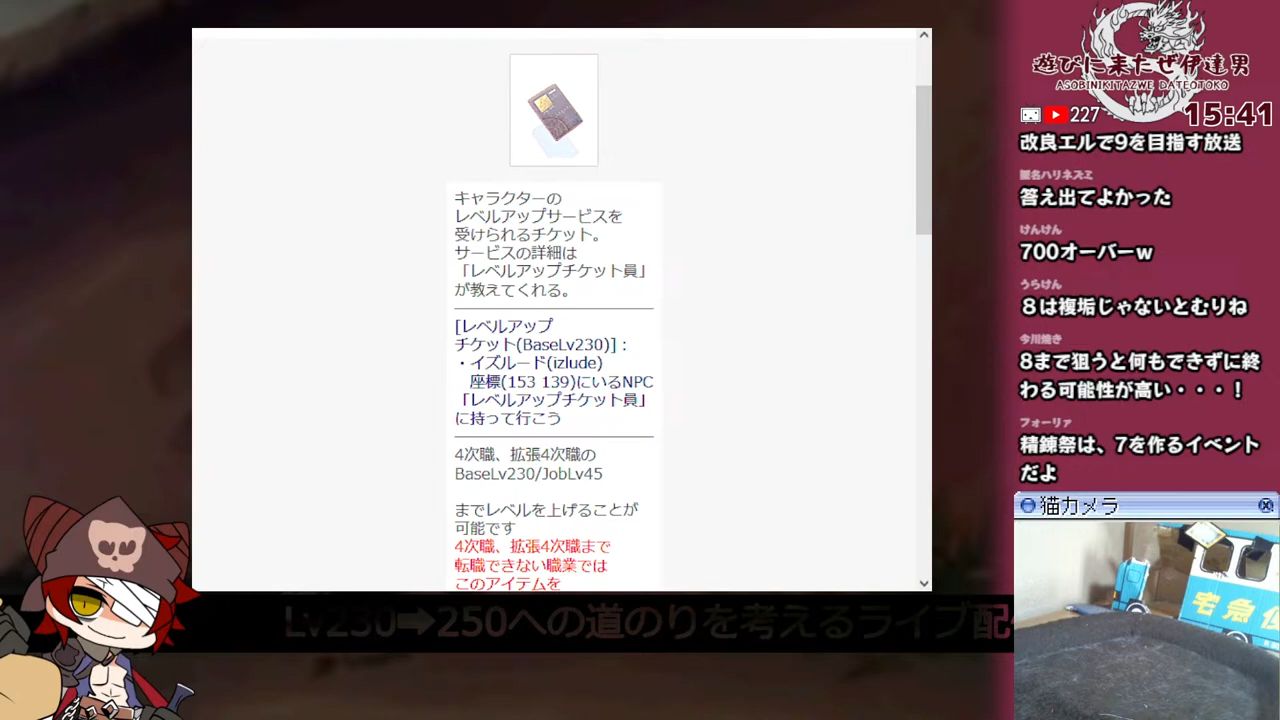 キャラクターの
レベルアップサービスを
受けられるチケット。
サービスの詳細は
「レベルアップチケット員」
が教えてくれる。
[レベルアップ
チケット(BaseLv230)]：
・イズルード(izlude)
座標(153 139)にいるNPC
「レベルアップチケット員」
に持って行こう
4次職、拡張4次職の
BaseLv230/JobLv45
までレベルを上げることが
可能です
4次職、拡張4次職まで
転職できない職業では
このアイテムを
Lv230➡250への道のりを考えるライブ配
遊びに来たぜ伊達男
ASOBINIKITAZWE DATEOTOKO
227
15:41
改良エルで9を目指す放送
匿名ハリネズミ
答え出てよかった
けんけん
700オーバーw
うらけん
８は複垢じゃないとむりね
今川焼き
8まで狙うと何もできずに終
わる可能性が高い・・・！
フォーリァ
精錬祭は、7を作るイベント
だよ
猫カメラ
宅急